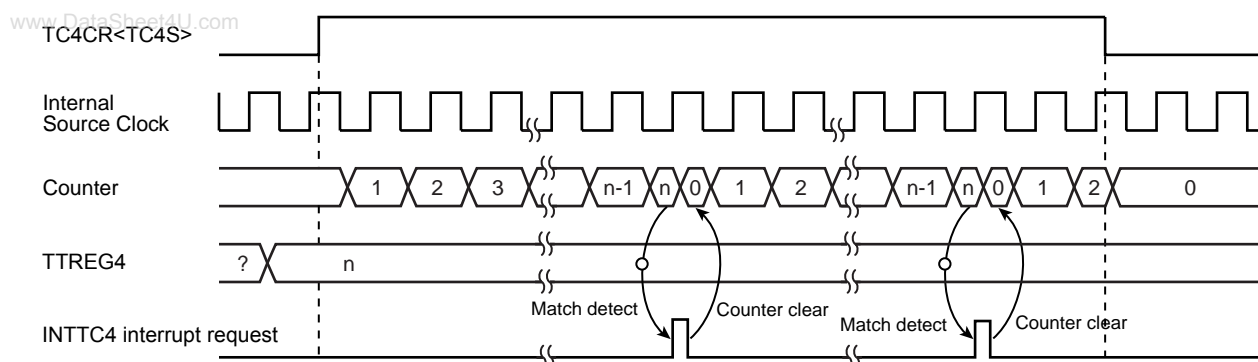 www.DataSheet4U.com
TC4CR<TC4S>
Internal
Source Clock
Counter
1 2 3 n-1 n 0 1 2 n-1 n 0 1 2 0
TTREG4
? n
Match detect Counter clear Match detect Counter clear
INTTC4 interrupt request